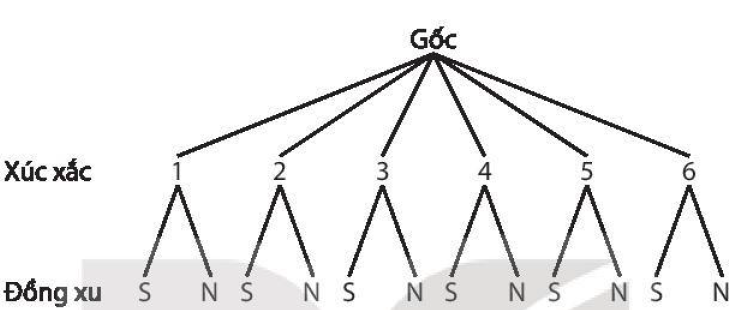 Gốc
Xúc xắc 1 2 3 4 5 6
Đồng xu S N S N S N S N S N S N